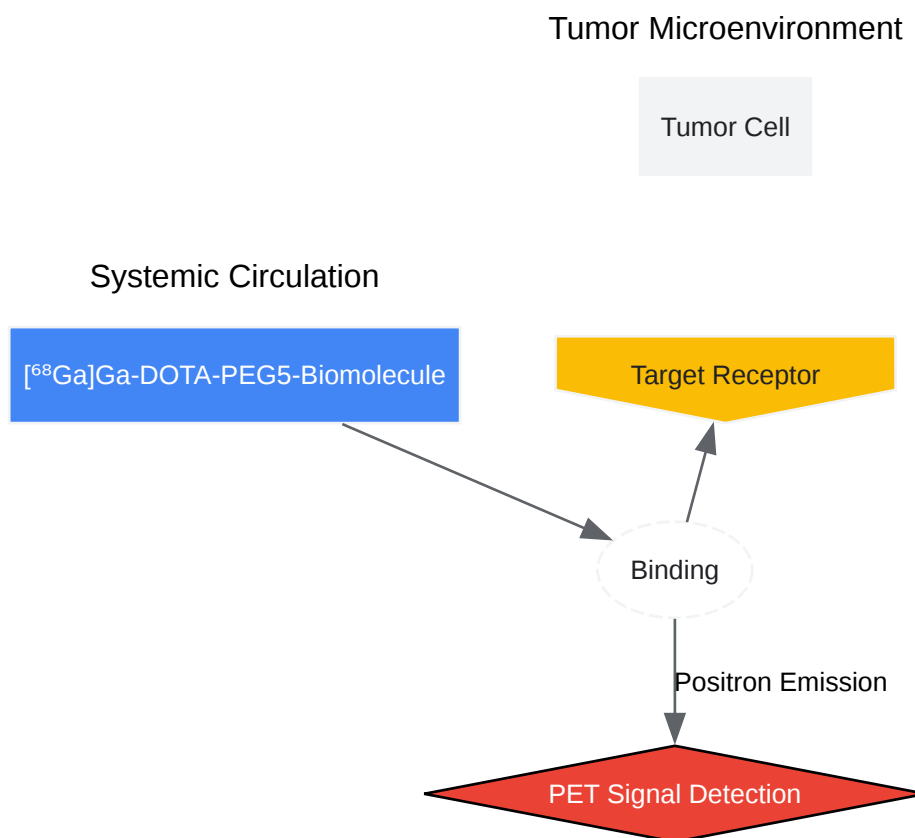 Tumor Microenvironment
Tumor Cell
Systemic Circulation
[⁶⁸Ga]Ga-DOTA-PEG5-Biomolecule
Target Receptor
Binding
Positron Emission
PET Signal Detection